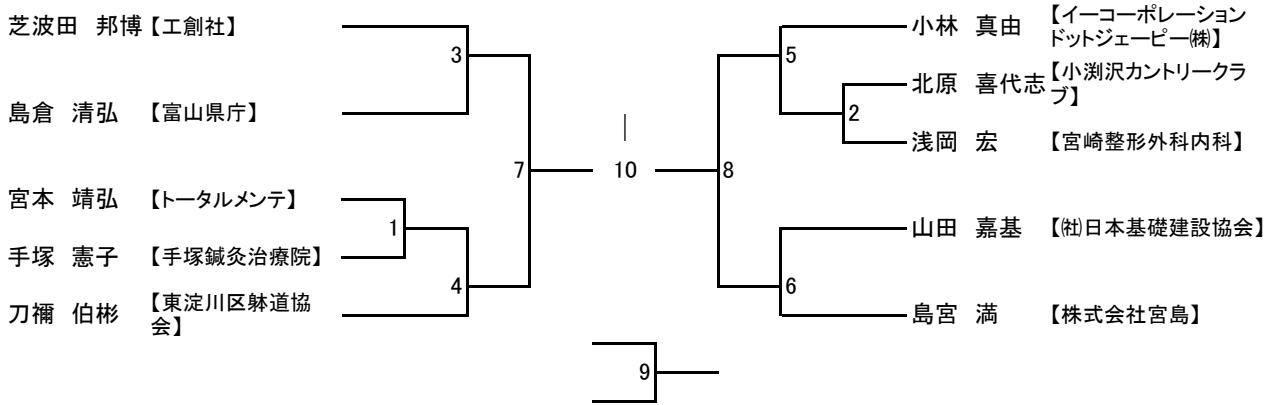 芝波田 邦博 【工創社】
3
島倉 清弘 【富山県庁】
7
宮本 靖弘 【トータルメンテ】
1
手塚 憲子 【手塚鍼灸治療院】
4
刀禰 伯彬 【東淀川区躰道協
会】
10
9
小林 真由 【イーコーポレーション
ドットジェーピー㈱】
5
北原 喜代志 【小渕沢カントリークラ
ブ】
2
浅岡 宏 【宮崎整形外科内科】
8
山田 嘉基 【㈳日本基礎建設協会】
6
島宮 満 【株式会社宮島】